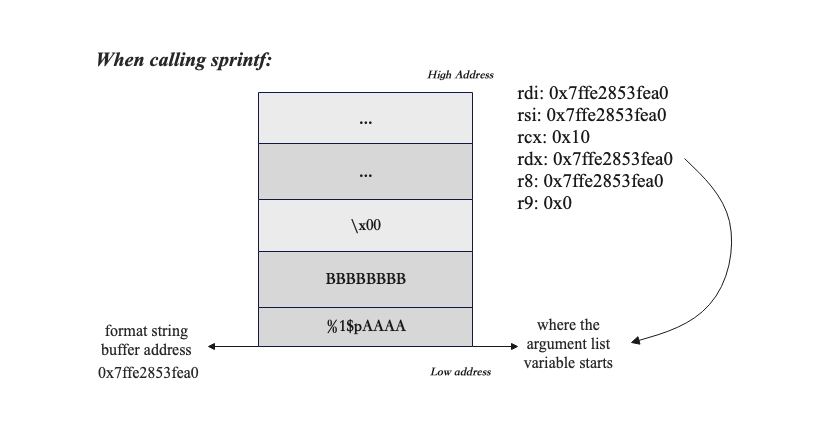 When calling sprintf:
High Address
rdi: 0x7ffe2853fea0
rsi: 0x7ffe2853fea0
rcx: 0x10
rdx: 0x7ffe2853fea0
r8: 0x7ffe2853fea0
r9: 0x0
...
...
\x00
BBBBBBBB
%1$pAAAA
format string
buffer address
0x7ffe2853fea0
where the
argument list
variable starts
Low address